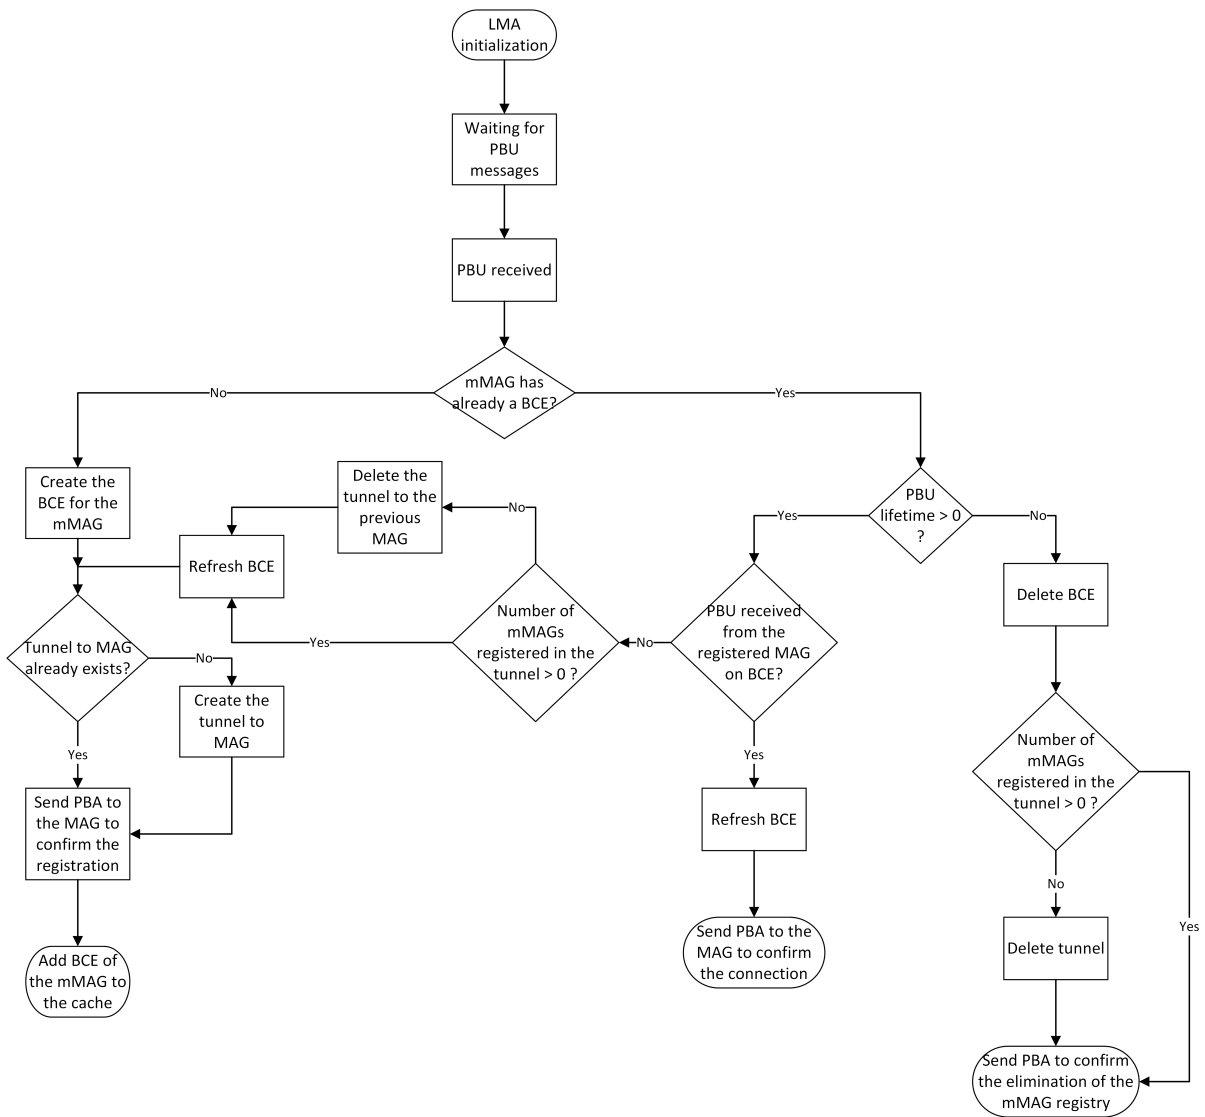 LMA
initialization
Waiting for
PBU
messages
PBU received
mMAG has
already a BCE?
No
Yes
Create the
BCE for the
mMAG
Delete the
tunnel to the
previous
MAG
No
Refresh BCE
PBU
lifetime > 0
?
Yes
No
Delete BCE
Tunnel to MAG
already exists?
No
Yes
Number of
mMAGs
registered in the
tunnel > 0 ?
Yes
No
PBU received
from the
registered MAG
on BCE?
Create the
tunnel to
MAG
Yes
Send PBA to
the MAG to
confirm the
registration
Refresh BCE
Number of
mMAGs
registered in the
tunnel > 0 ?
No
Yes
Add BCE of
the mMAG to
the cache
Send PBA to the
MAG to confirm
the connection
Delete tunnel
Send PBA to confirm
the elimination of the
mMAG registry